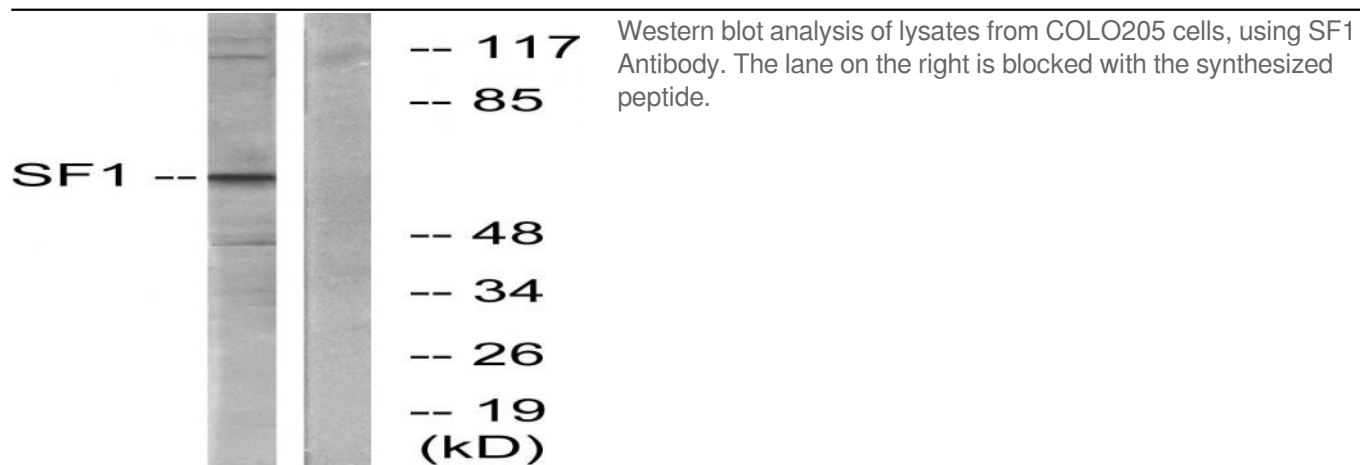 SF1 --
-- 117
-- 85
-- 48
-- 34
-- 26
-- 19
(kD)
Western blot analysis of lysates from COLO205 cells, using SF1
Antibody. The lane on the right is blocked with the synthesized
peptide.